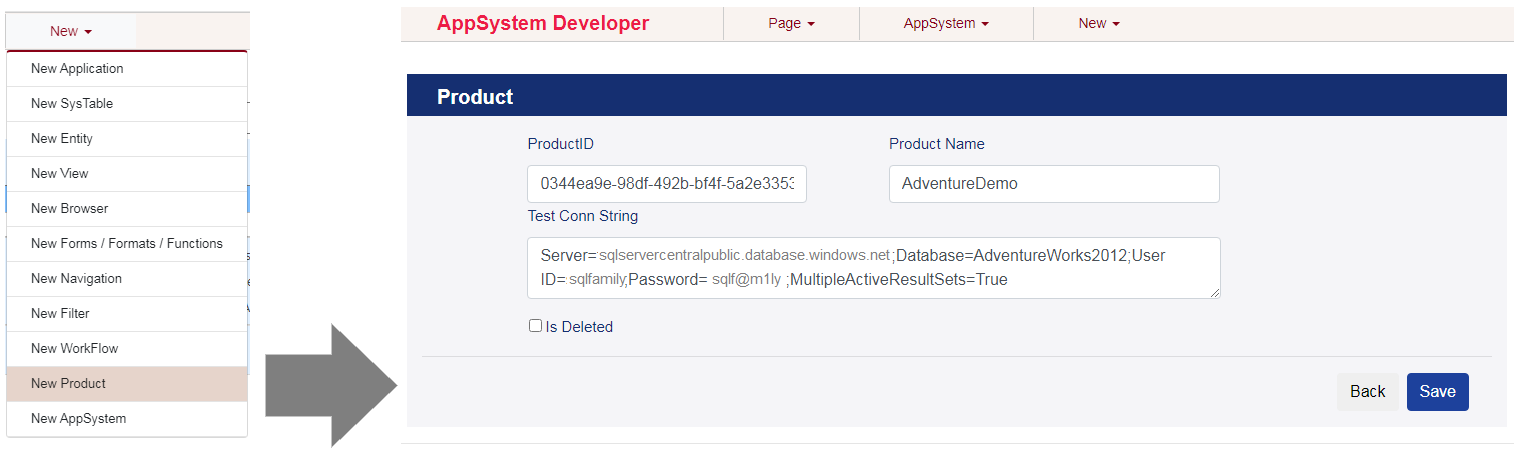 New
New Application
New SysTable
New Entity
New View
New Browser
New Forms / Formats / Functions
New Navigation
New Filter
New WorkFlow
New Product
New AppSystem
AppSystem Developer
Page
AppSystem
New
Product
ProductID
Product Name
0344ea9e-98df-492b-bf4f-5a2e3353
AdventureDemo
Test Conn String
Server=sqlservercentralpublic.database.windows.net;Database=AdventureWorks2012;User
ID=sqlfamily;Password= sqlf@m1ly ;MultipleActiveResultSets=True
Is Deleted
Back
Save